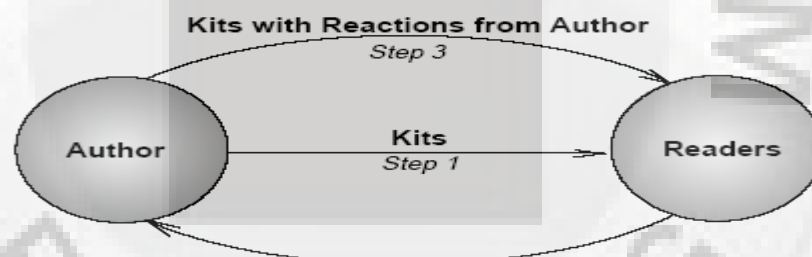 Kits with Reactions from Author
Step 3
Author
Kits
Step 1
Readers